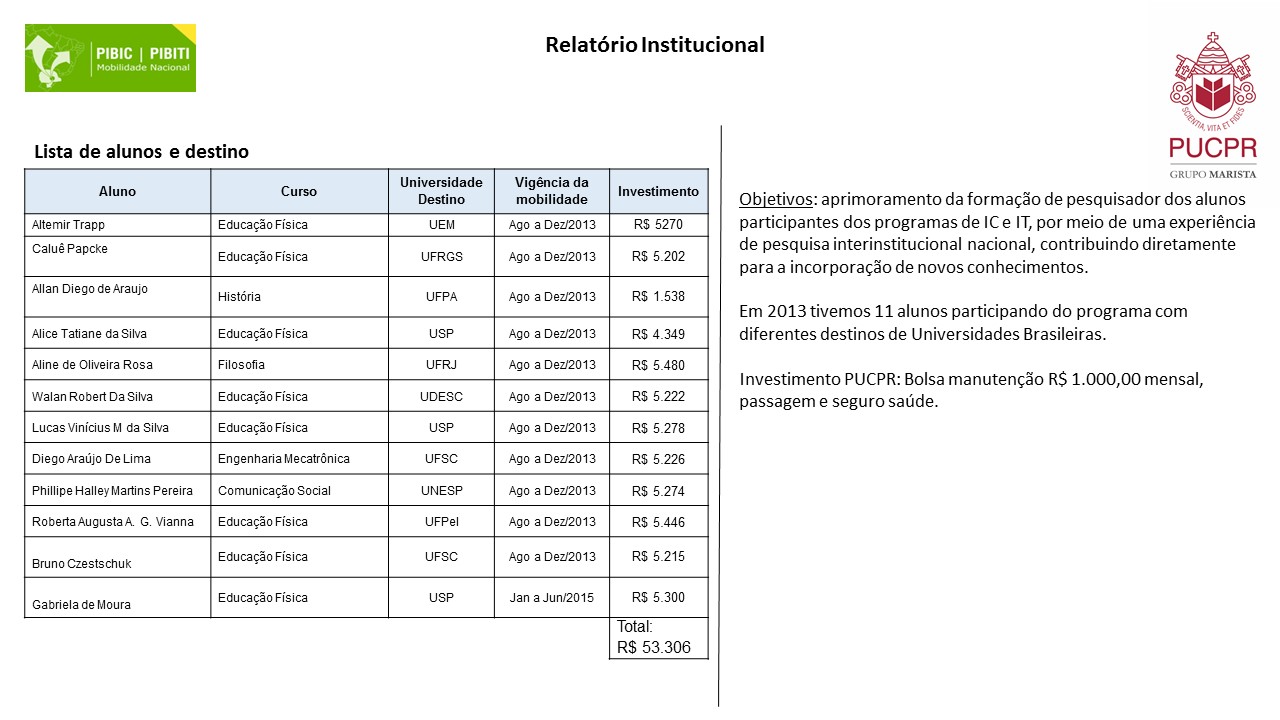 PIBIC | PIBITI
Mobilidade Nacional
Relatório Institucional
SCIENTIA, VITA ET FIDES
PUCPR
GRUPO MARISTA
Lista de alunos e destino
Aluno Curso Universidade Destino Vigência da mobilidade Investimento
Altemir Trapp Educação Física UEM Ago a Dez/2013 R$ 5270
Caluê Papcke Educação Física UFRGS Ago a Dez/2013 R$ 5.202
Allan Diego de Araujo História UFPA Ago a Dez/2013 R$ 1.538
Alice Tatiane da Silva Educação Física USP Ago a Dez/2013 R$ 4.349
Aline de Oliveira Rosa Filosofia UFRJ Ago a Dez/2013 R$ 5.480
Walan Robert Da Silva Educação Física UDESC Ago a Dez/2013 R$ 5.222
Lucas Vinícius M da Silva Educação Física USP Ago a Dez/2013 R$ 5.278
Diego Araújo De Lima Engenharia Mecatrônica UFSC Ago a Dez/2013 R$ 5.226
Phillipe Halley Martins Pereira Comunicação Social UNESP Ago a Dez/2013 R$ 5.274
Roberta Augusta A. G. Vianna Educação Física UFPel Ago a Dez/2013 R$ 5.446
Bruno Czestschuk Educação Física UFSC Ago a Dez/2013 R$ 5.215
Gabriela de Moura Educação Física USP Jan a Jun/2015 R$ 5.300
Total:
R$ 53.306
Objetivos: aprimoramento da formação de pesquisador dos alunos
participantes dos programas de IC e IT, por meio de uma experiência
de pesquisa interinstitucional nacional, contribuindo diretamente
para a incorporação de novos conhecimentos.
Em 2013 tivemos 11 alunos participando do programa com
diferentes destinos de Universidades Brasileiras.
Investimento PUCPR: Bolsa manutenção R$ 1.000,00 mensal,
passagem e seguro saúde.